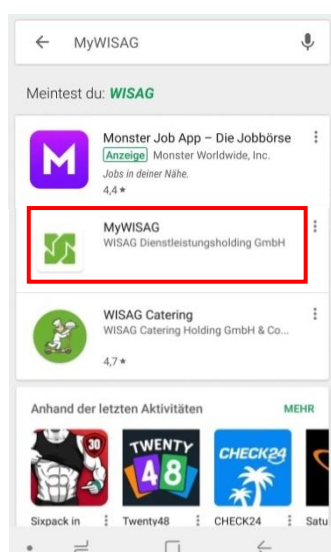 MyWISAG
Meintest du: WISAG
M
Monster Job App – Die Jobbörse
Anzeige Monster Worldwide, Inc.
Jobs in deiner Nähe.
4,4 ★
MyWISAG
WISAG Dienstleistungsholding GmbH
WISAG Catering
WISAG Catering Holding GmbH & Co...
4,7 ★
Anhand der letzten Aktivitäten MEHR
30
TWENTY
48
CHECK24
Sixpack in Twenty48 CHECK24 Satu